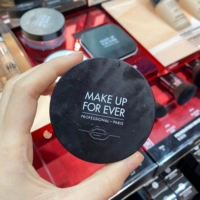 MAKE UP
FOR EVER
PROFESSIONAL - PARIS